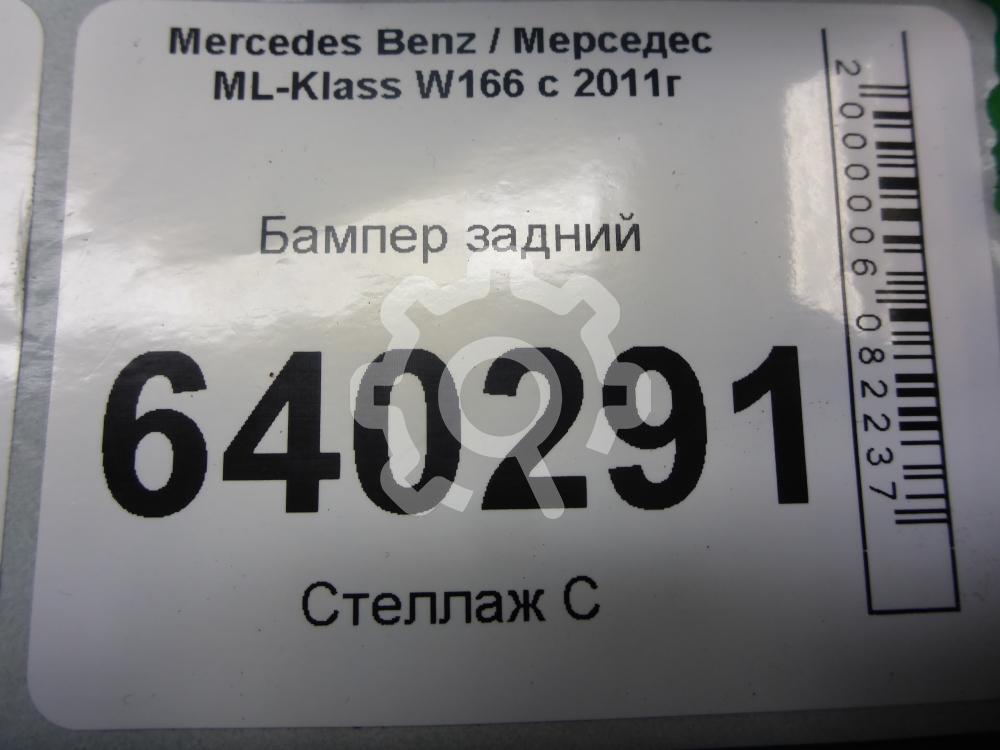 Mercedes Benz / Мерседес
ML-Klass W166 с 2011г
Бампер задний
640291
Стеллаж С
2000006082237